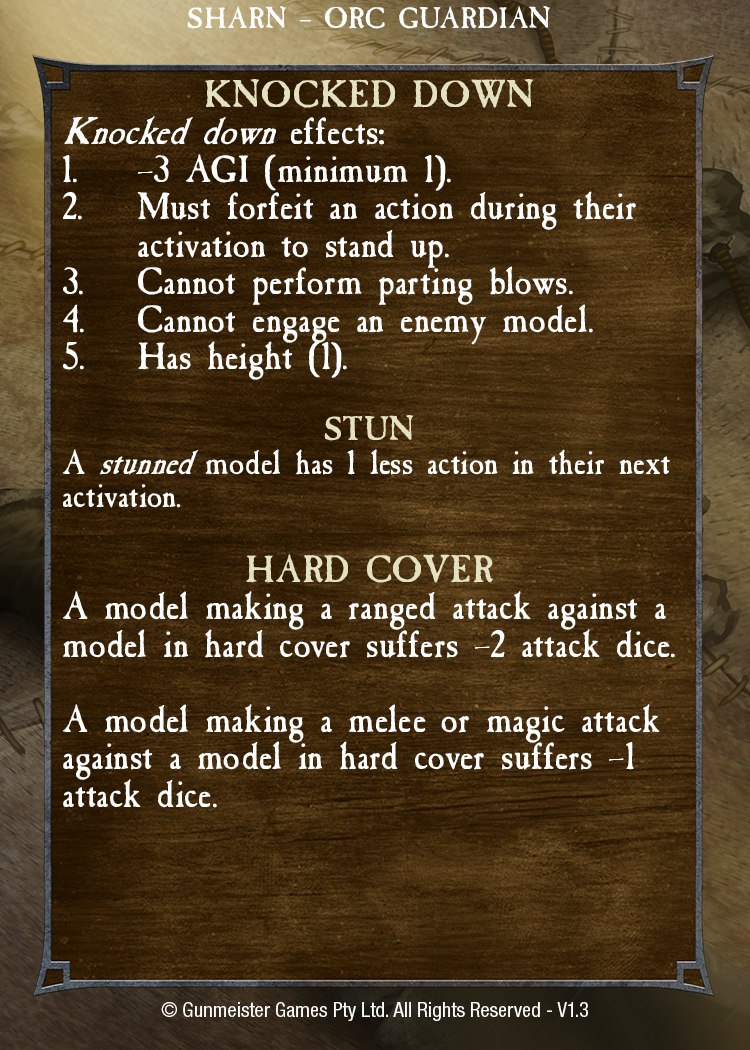 SHARN - ORC GUARDIAN
KNOCKED DOWN
Knocked down effects:
1. -3 AGI (minimum 1).
2. Must forfeit an action during their
activation to stand up.
3. Cannot perform parting blows.
4. Cannot engage an enemy model.
5. Has height (1).
STUN
A stunned model has 1 less action in their next
activation.
HARD COVER
A model making a ranged attack against a
model in hard cover suffers -2 attack dice.
A model making a melee or magic attack
against a model in hard cover suffers -1
attack dice.
© Gunmeister Games Pty Ltd. All Rights Reserved - V1.3